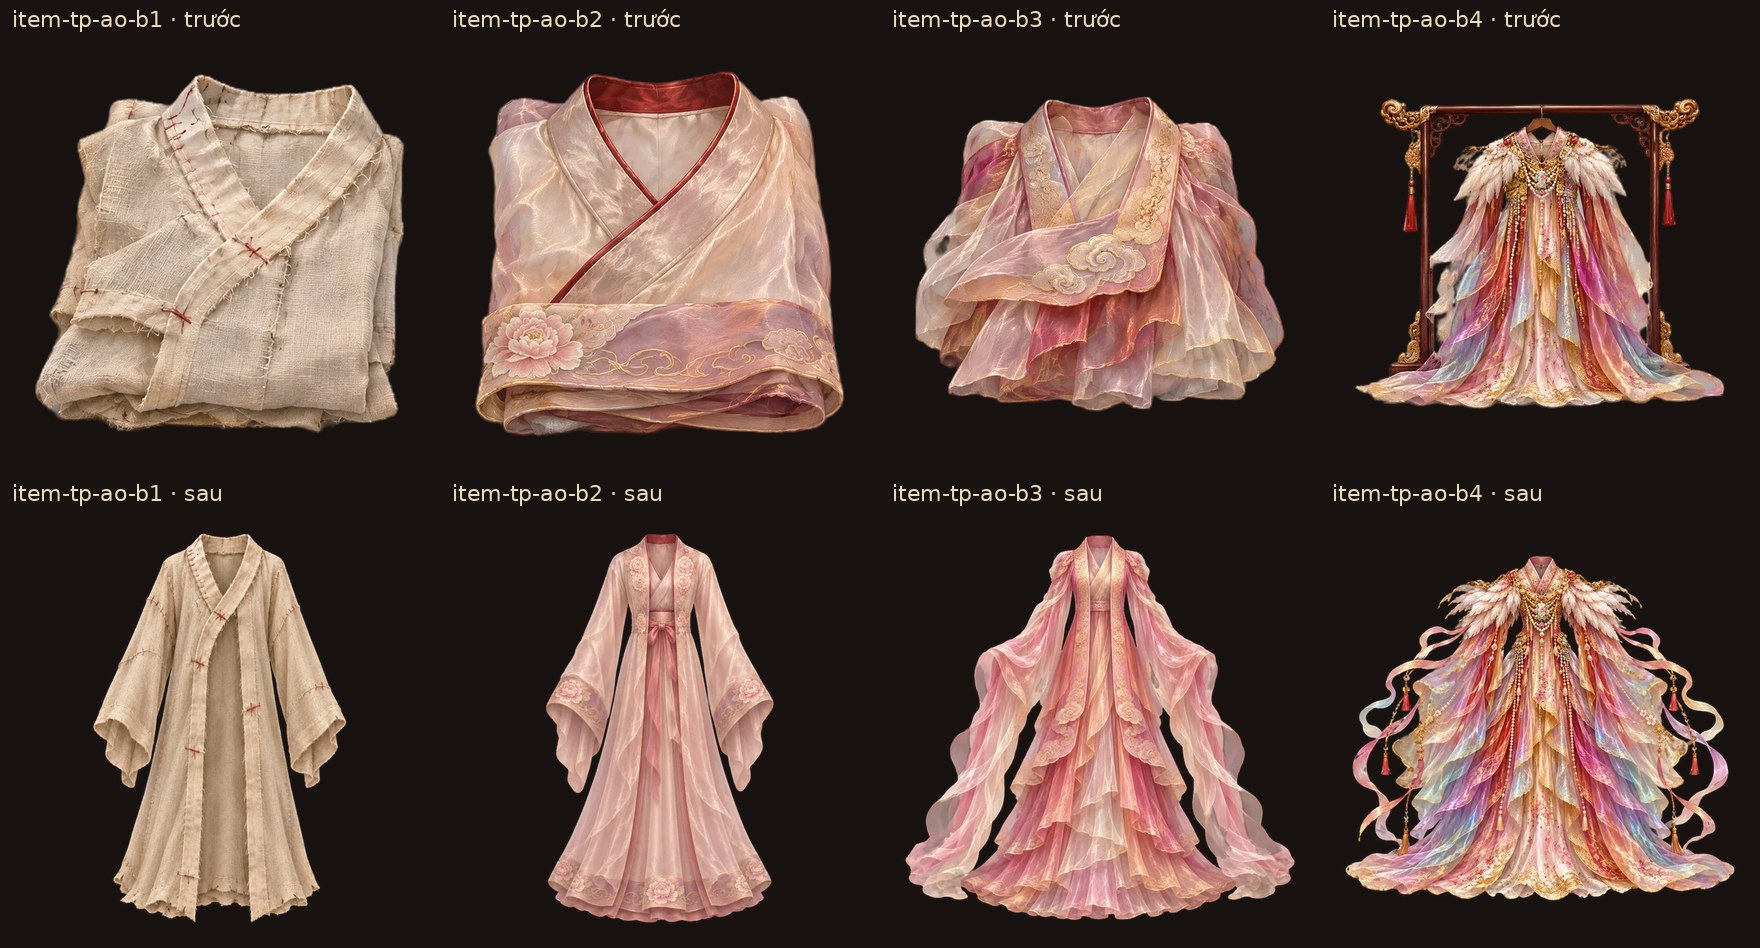 item-tp-ao-b1 · trước
item-tp-ao-b2 · trước
item-tp-ao-b3 · trước
item-tp-ao-b4 · trước
item-tp-ao-b1 · sau
item-tp-ao-b2 · sau
item-tp-ao-b3 · sau
item-tp-ao-b4 · sau